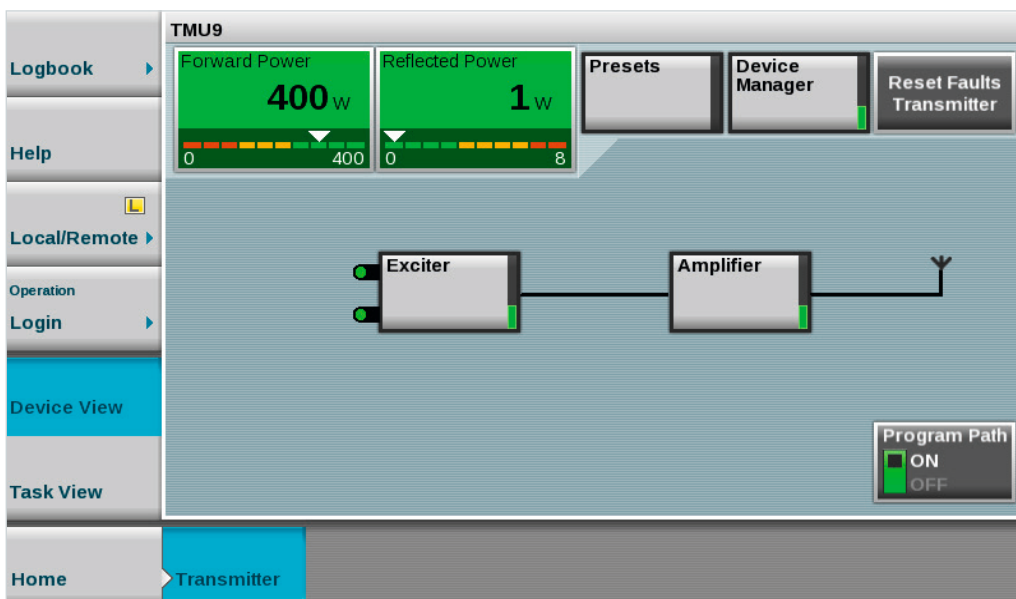 TMU9
Logbook
Help
L
Local/Remote
Operation
Login
Device View
Task View
Home
Forward Power
400 W
0 400
Reflected Power
1 W
0 8
Presets
Device
Manager
Reset Faults
Transmitter
Exciter
Amplifier
Program Path
ON
OFF
Transmitter